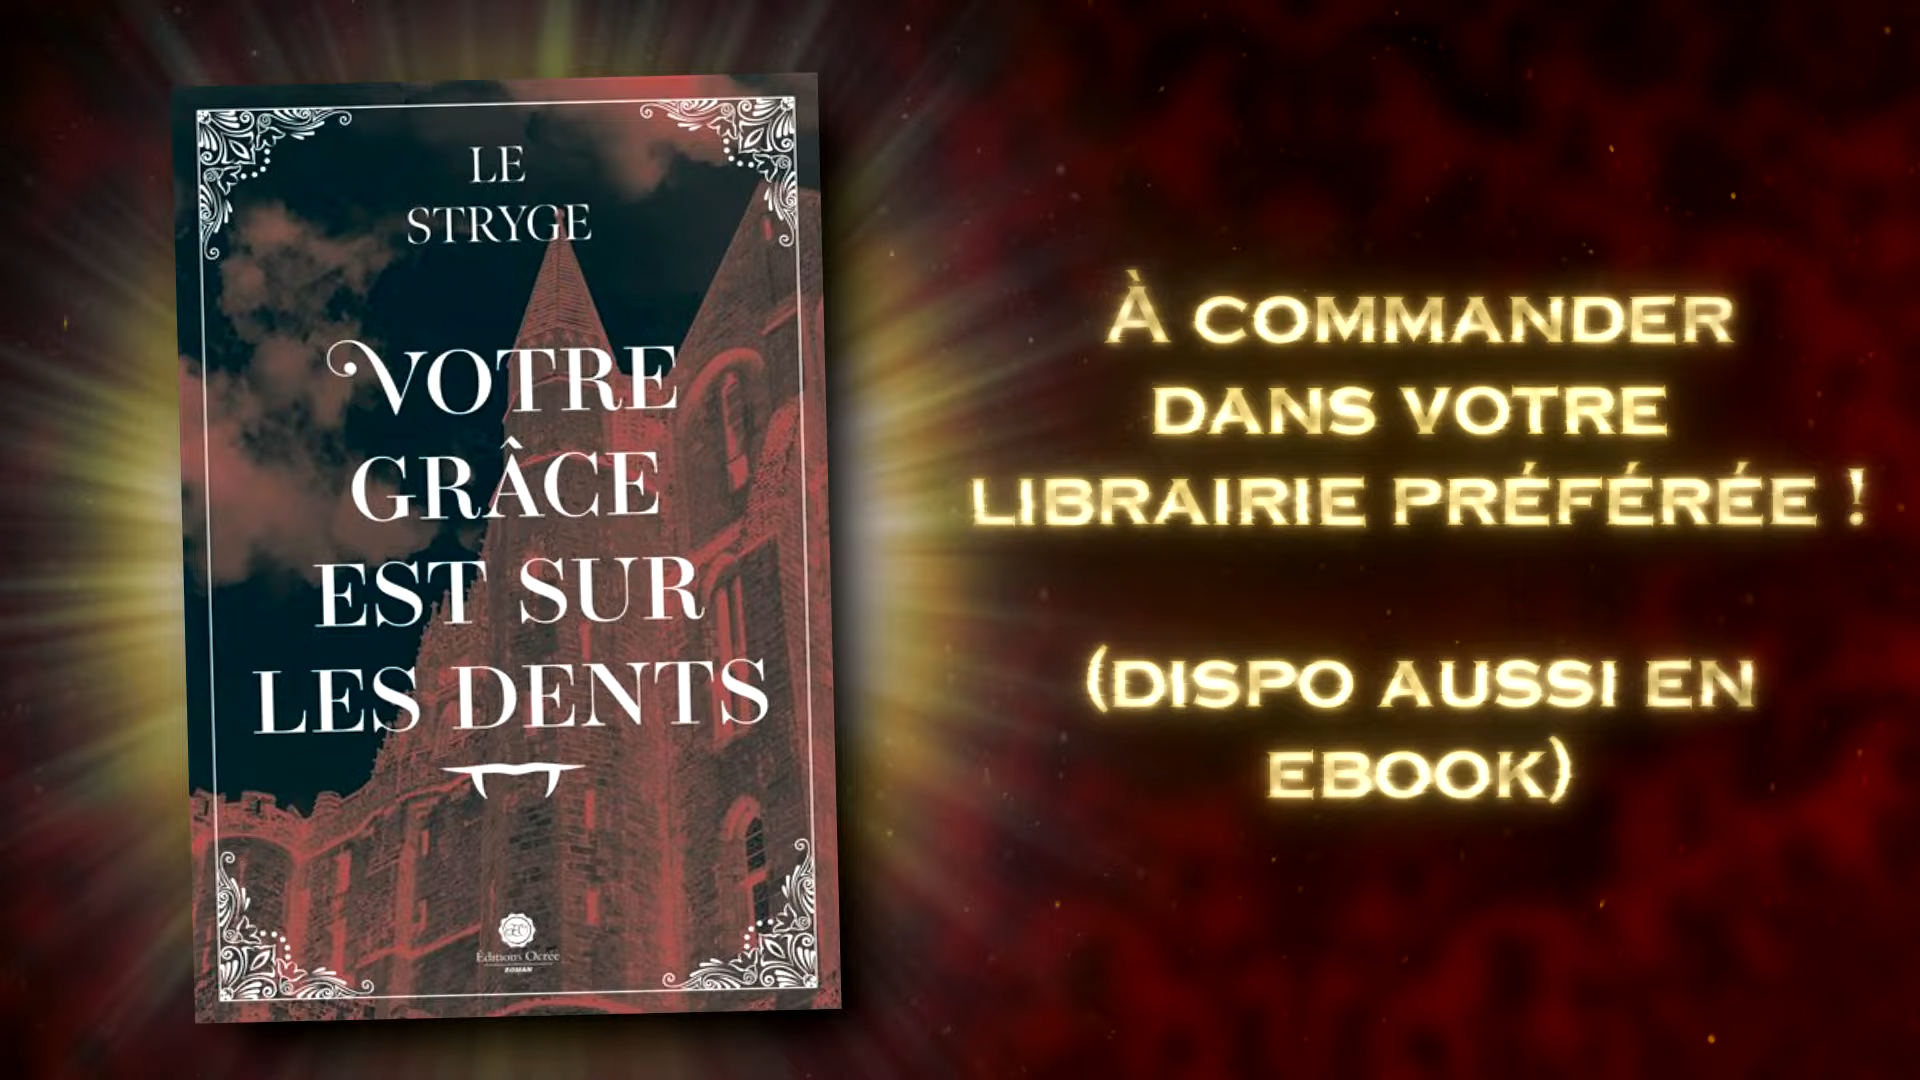 LE
STRYGE
VOTRE
GRÂCE
EST SUR
LES DENTS
Éditions Ocrée
ROMAN
À COMMANDER
DANS VOTRE
LIBRAIRIE PRÉFÉRÉE !
(DISPO AUSSI EN
EBOOK)